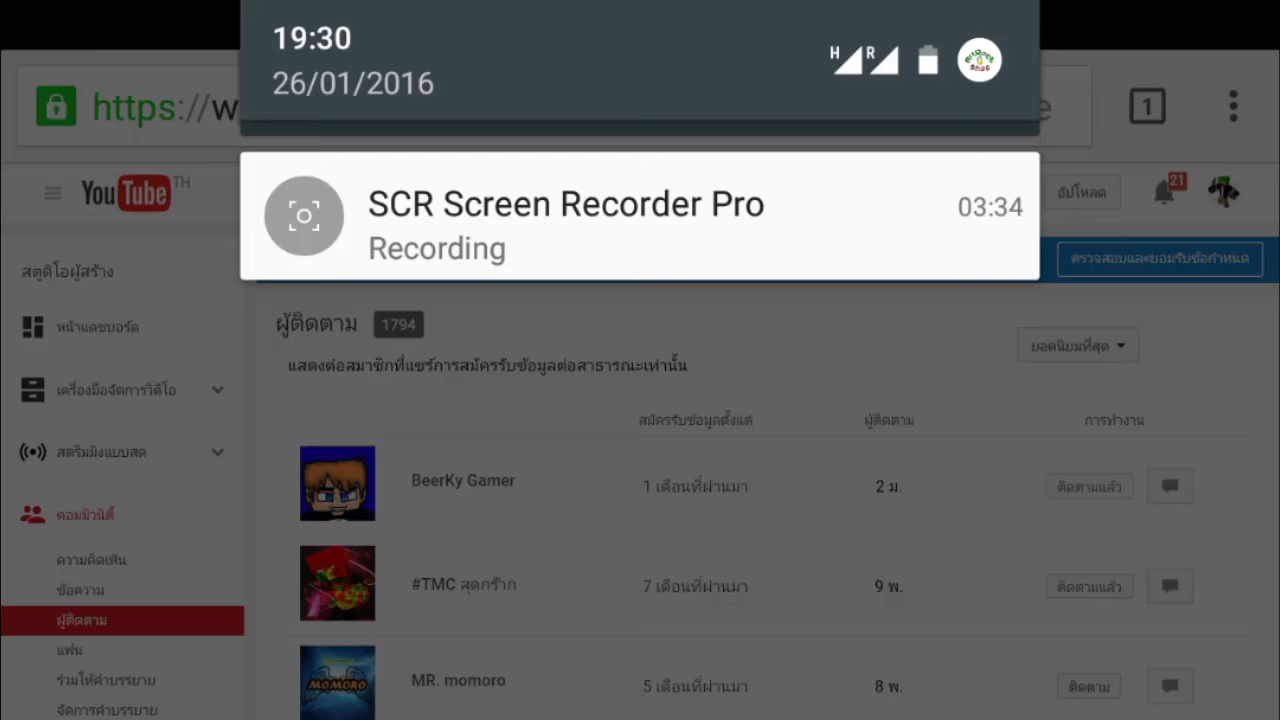 19:30
H R
26/01/2016
https://w
e
1
SCR Screen Recorder Pro
03:34
Recording
YouTube TH
อัปโหลด
21
สตูดิโอผู้สร้าง
ตรวจสอบและยอมรับข้อกำหนด
หน้าแดชบอร์ด
ผู้ติดตาม 1794
ยอดนิยมที่สุด
แสดงต่อสมาชิกที่แชร์การสมัครรับข้อมูลต่อสาธารณะเท่านั้น
เครื่องมือจัดการวิดีโอ
สมัครรับข้อมูลตั้งแต่ ผู้ติดตาม การทำงาน
สตรีมมิงแบบสด
BeerKy Gamer 1 เดือนที่ผ่านมา 2 ม. ติดตามแล้ว
คอมมิวนิตี้
ความคิดเห็น
#TMC สุดกร๊าก 7 เดือนที่ผ่านมา 9 พ. ติดตามแล้ว
ข้อความ
ผู้ติดตาม
แฟน
MOMORO
MR. momoro 5 เดือนที่ผ่านมา 8 พ. ติดตาม
ร่วมให้คำบรรยาย
จัดการคำบรรยาย